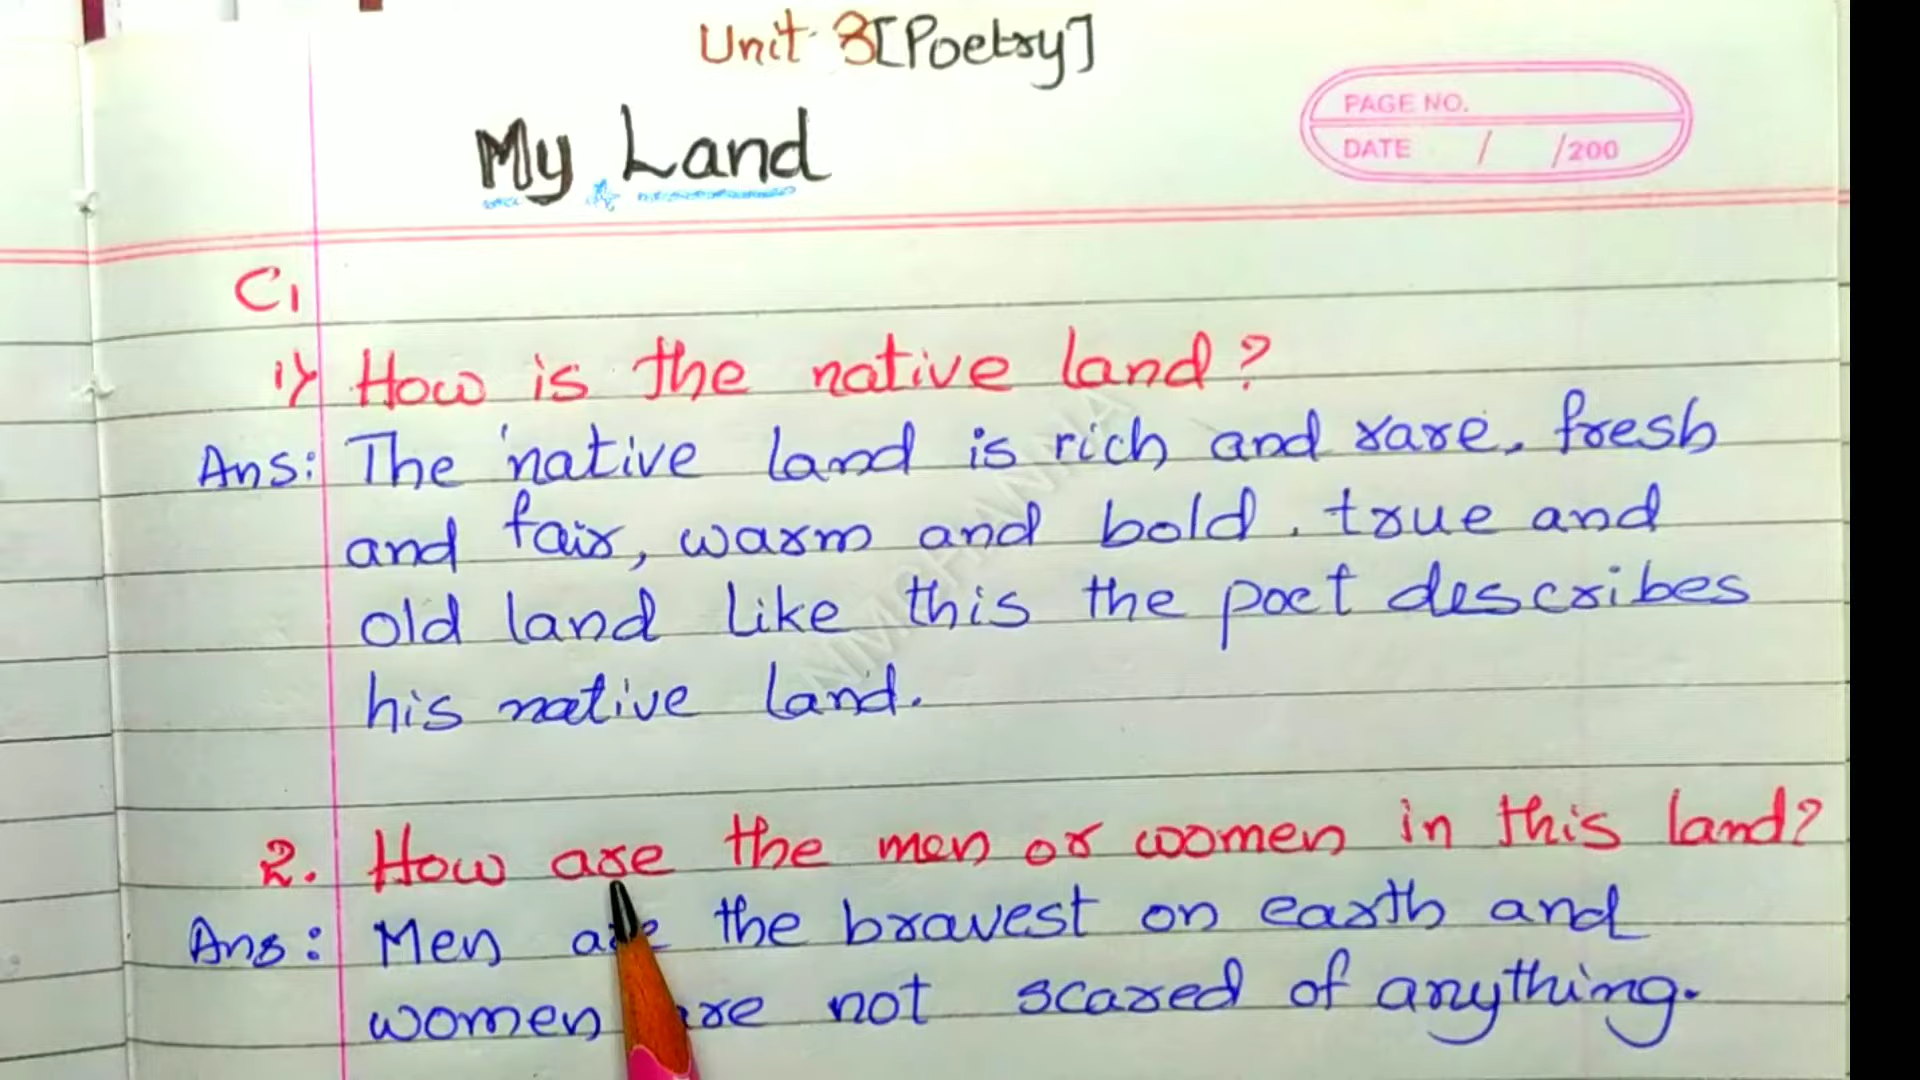 Unit 3[Poetry]
My Land
PAGE NO.
DATE / /200
C1
1) How is the native land?
Ans: The native land is rich and rare, fresh
and fair, warm and bold, true and
old land like this the poet describes
his native land.
2. How are the men or women in this land?
Ans: Men are the bravest on earth and
women are not scared of anything.